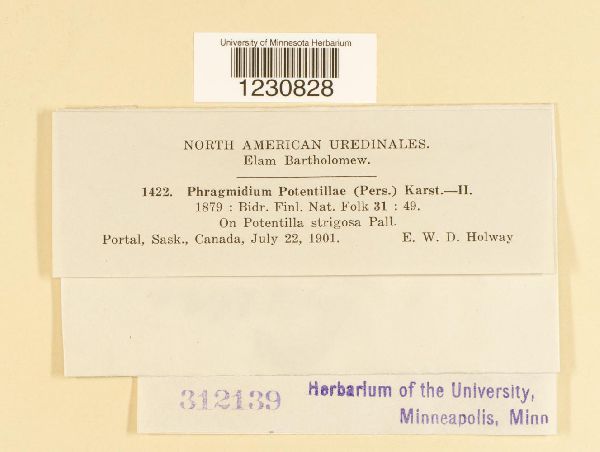 University of Minnesota Herbarium
1230828
NORTH AMERICAN UREDINALES.
Elam Bartholomew.
1422. Phragmidium Potentillae (Pers.) Karst.—II.
1879 : Bidr. Finl. Nat. Folk 31 : 49.
On Potentilla strigosa Pall.
Portal, Sask., Canada, July 22, 1901. E. W. D. Holway
312139 Herbarium of the University,
Minneapolis, Minn